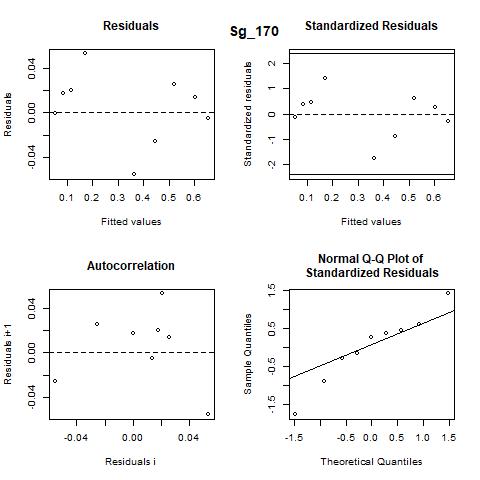 Sg_170
Residuals
Residuals
-0.04 0.00 0.04
0.1 0.2 0.3 0.4 0.5 0.6
Fitted values
Standardized Residuals
Standardized residuals
-2 -1 0 1 2
0.1 0.2 0.3 0.4 0.5 0.6
Fitted values
Autocorrelation
Residuals i+1
-0.04 0.00 0.04
-0.04 0.00 0.04
Residuals i
Normal Q-Q Plot of
Standardized Residuals
Sample Quantiles
-1.5 -0.5 0.5 1.5
-1.5 -0.5 0.0 0.5 1.0 1.5
Theoretical Quantiles